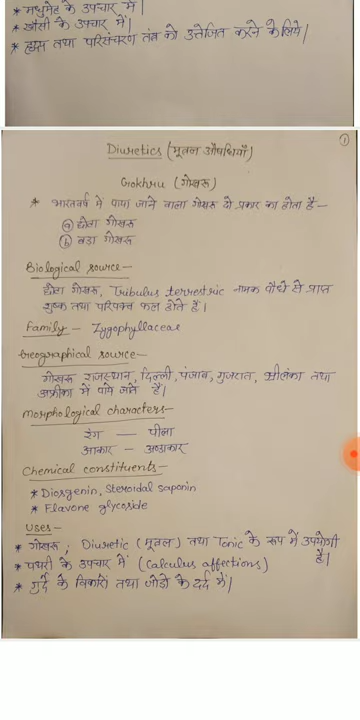 * मधुमेह के उपचार में |
* खाँसी के उपचार में |
* हृदय तथा परिसंचरण तंत्र को उत्तेजित करने के लिये |
1
Diuretics (मूत्रल औषधियाँ)
Gokhru (गोखरू)
* भारतवर्ष में पाया जाने वाला गोखरू दो प्रकार का होता है –
(a) छोटा गोखरू
(b) बड़ा गोखरू
Biological source –
छोटा गोखरू, Tribulus terrestric नामक पौधे से प्राप्त
शुष्क तथा परिपक्व फल होते हैं |
Family – Zygophyllaceae
Geographical source –
गोखरू राजस्थान, दिल्ली, पंजाब, गुजरात, श्रीलंका तथा
अफ्रीका में पाये जाते हैं |
Morphological characters –
रंग — पीला
आकार — अण्डाकार
Chemical constituents –
* Diosgenin, Steroidal saponin
* Flavone glycoside
Uses –
* गोखरू ; Diuretic (मूत्रल) तथा Tonic के रूप में उपयोगी है |
* पथरी के उपचार में (Calculus affections)
* गुर्दे के विकारों तथा जोड़ो के दर्द में |